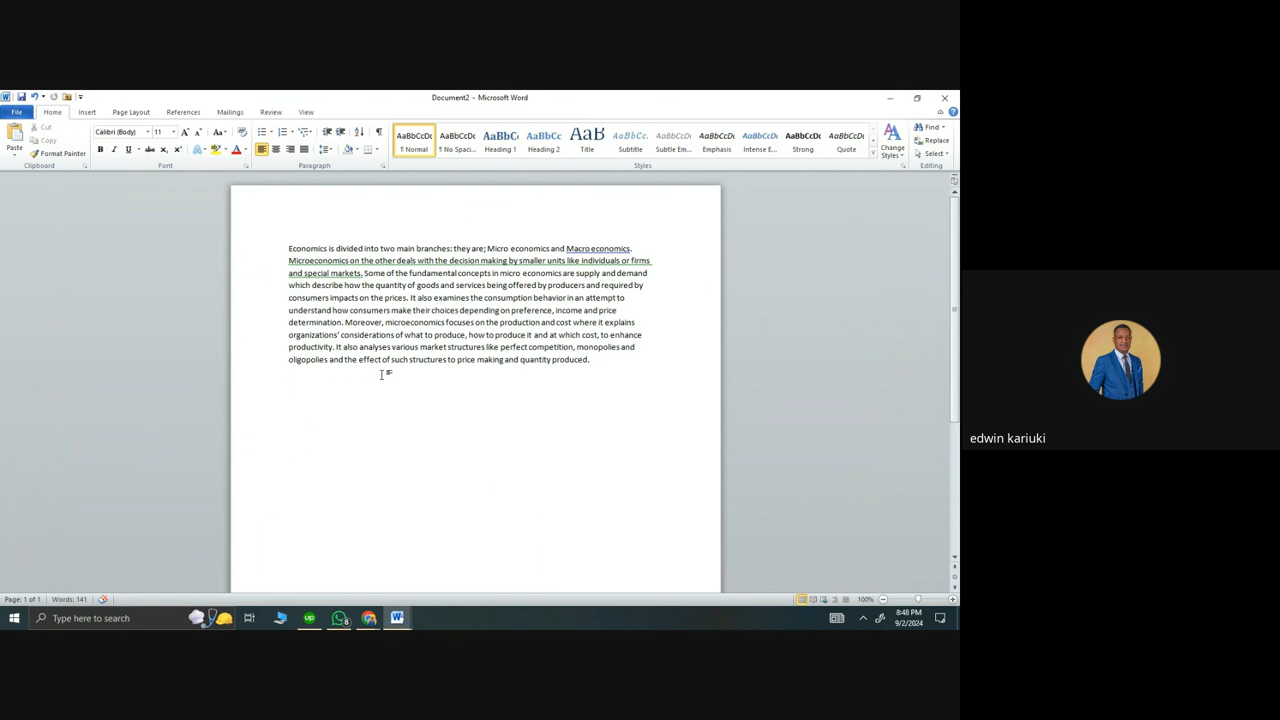 Document2 - Microsoft Word
File Home Insert Page Layout References Mailings Review View
Cut
Copy
Paste
Format Painter
Clipboard
Calibri (Body) 11
Font
Paragraph
AaBbCcDc AaBbCcDc AaBbC AaBbCc AaB AaBbCc. AaBbCcDc AaBbCcDc AaBbCcDc AaBbCcDc AaBbCcDc
¶ Normal ¶ No Spaci... Heading 1 Heading 2 Title Subtitle Subtle Em... Emphasis Intense E... Strong Quote
Change
Styles
Styles
Find
Replace
Select
Editing
Economics is divided into two main branches: they are; Micro economics and Macro economics.
Microeconomics on the other deals with the decision making by smaller units like individuals or firms
and special markets. Some of the fundamental concepts in micro economics are supply and demand
which describe how the quantity of goods and services being offered by producers and required by
consumers impacts on the prices. It also examines the consumption behavior in an attempt to
understand how consumers make their choices depending on preference, income and price
determination. Moreover, microeconomics focuses on the production and cost where it explains
organizations' considerations of what to produce, how to produce it and at which cost, to enhance
productivity. It also analyses various market structures like perfect competition, monopolies and
oligopolies and the effect of such structures to price making and quantity produced.
edwin kariuki
Page: 1 of 1 Words: 141
100%
Type here to search
8:48 PM
9/2/2024